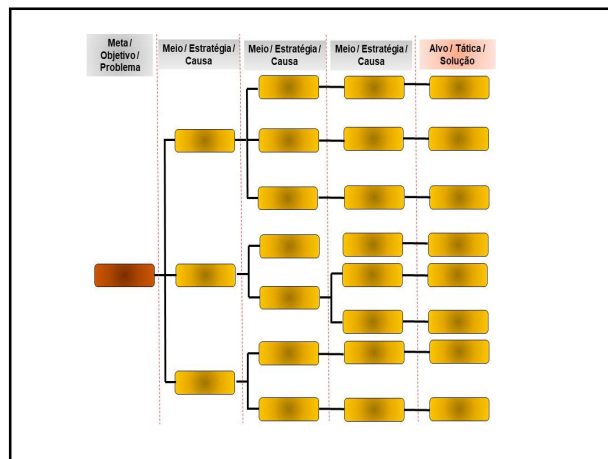 Meta /
Objetivo /
Problema
Meio / Estratégia /
Causa
Meio / Estratégia /
Causa
Meio / Estratégia /
Causa
Alvo / Tática /
Solução